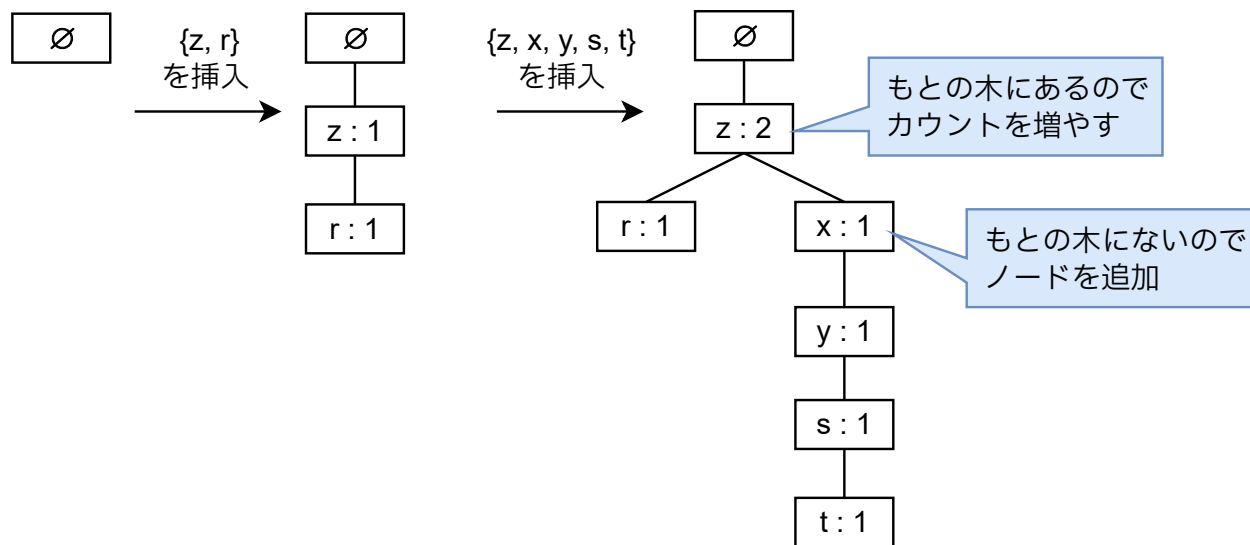 ∅
{z, r}
を挿入
∅
z : 1
r : 1
{z, x, y, s, t}
を挿入
∅
z : 2
もとの木にあるので
カウントを増やす
r : 1
x : 1
もとの木にないので
ノードを追加
y : 1
s : 1
t : 1